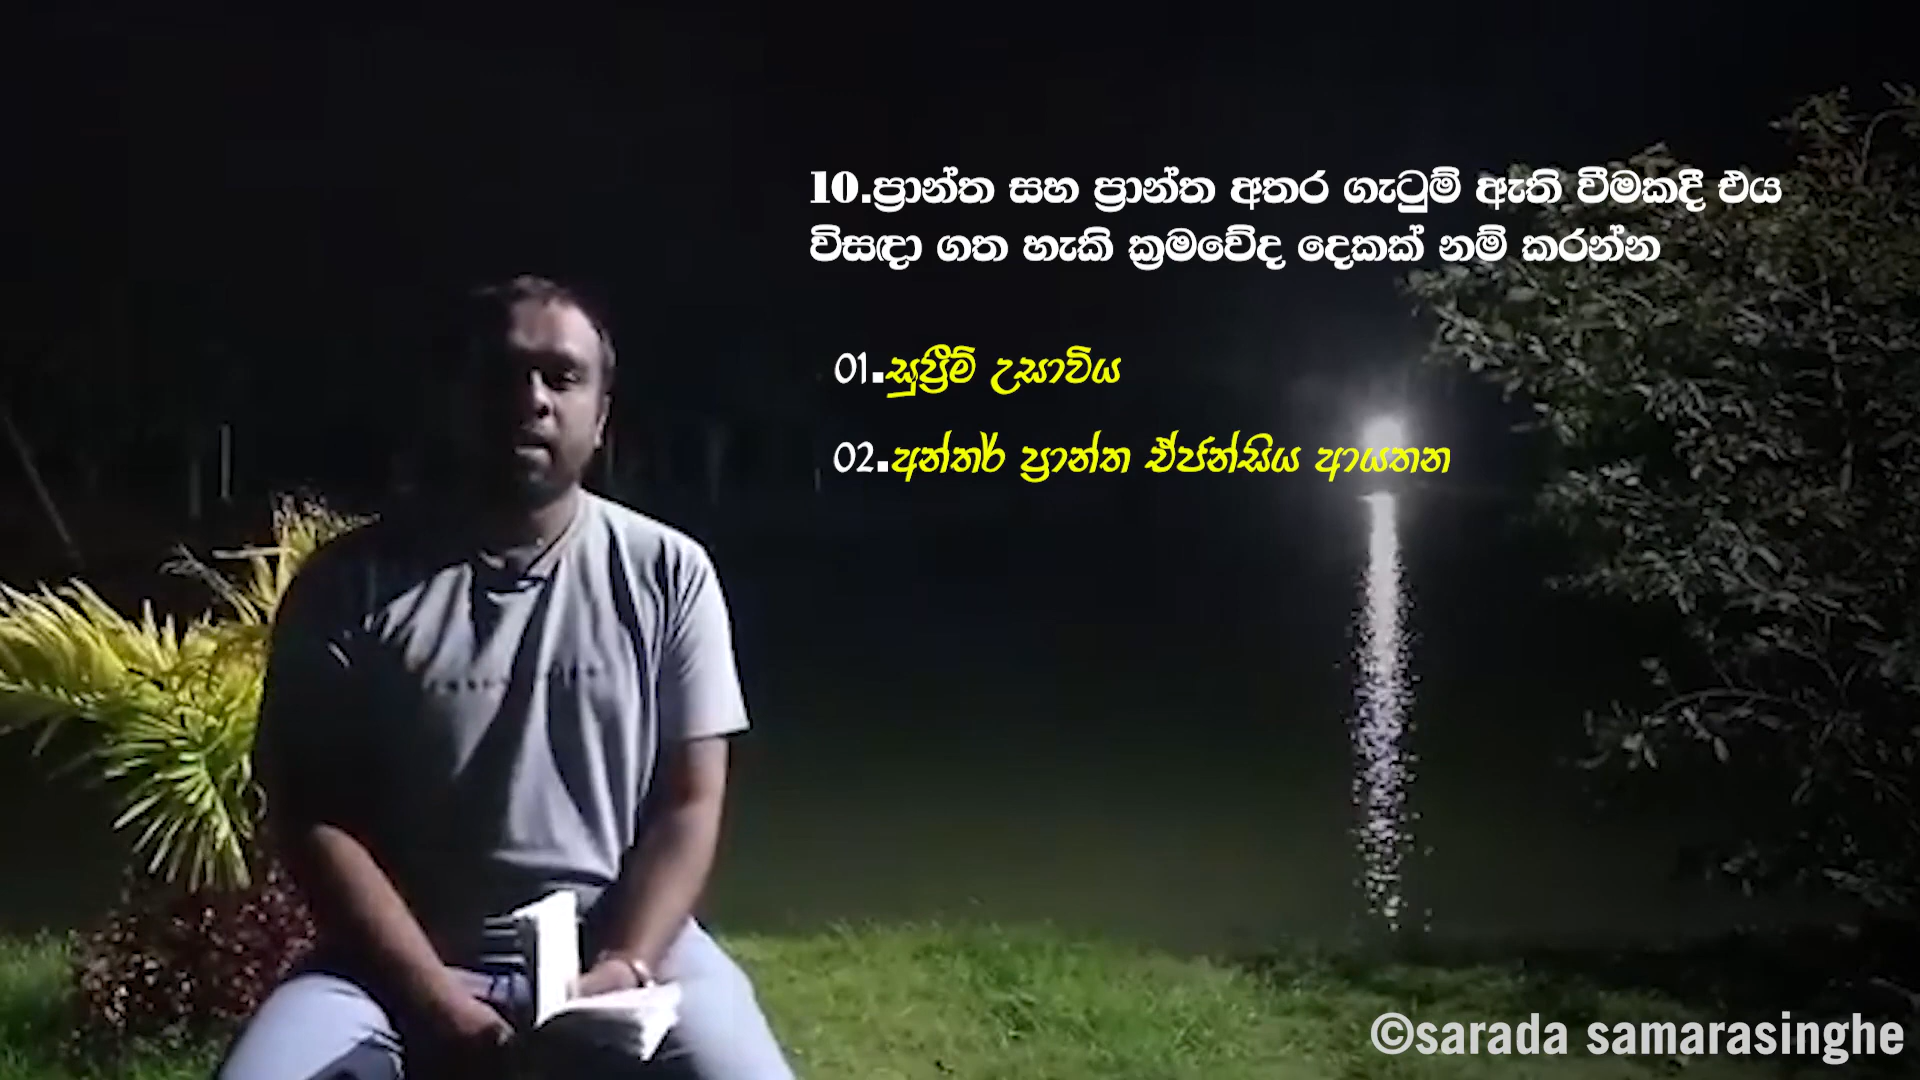 10.ප්‍රාන්ත සහ ප්‍රාන්ත අතර ගැටුම් ඇති වීමකදී එය
විසඳා ගත හැකි ක්‍රමවේද දෙකක් නම් කරන්න
01.සුප්‍රීම් උසාවිය
02.අන්තර් ප්‍රාන්ත ඒජන්සිය ආයතන
©sarada samarasinghe